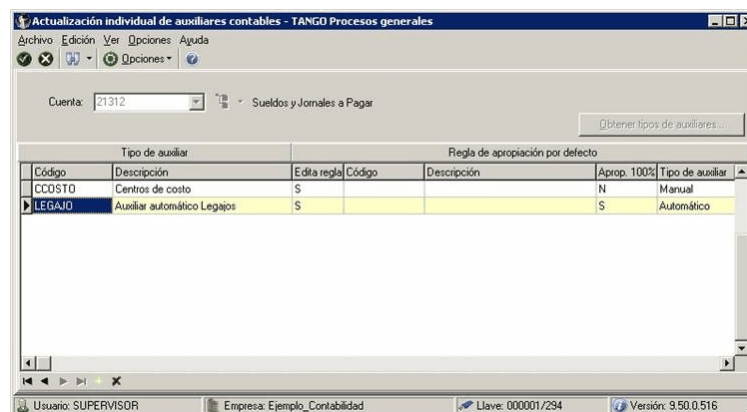 Actualización individual de auxiliares contables - TANGO Procesos generales
Archivo Edición Ver Opciones Ayuda
Opciones
Cuenta: 21312 Sueldos y Jornales a Pagar
Obtener tipos de auxiliares...
Tipo de auxiliar Regla de apropiación por defecto
Código Descripción Edita regla Código Descripción Aprop. 100% Tipo de auxiliar
CCOSTO Centros de costo S N Manual
LEGAJO Auxiliar automático Legajos S S Automático
Usuario: SUPERVISOR Empresa: Ejemplo_Contabilidad Llave: 000001/294 Versión: 9.50.0.516